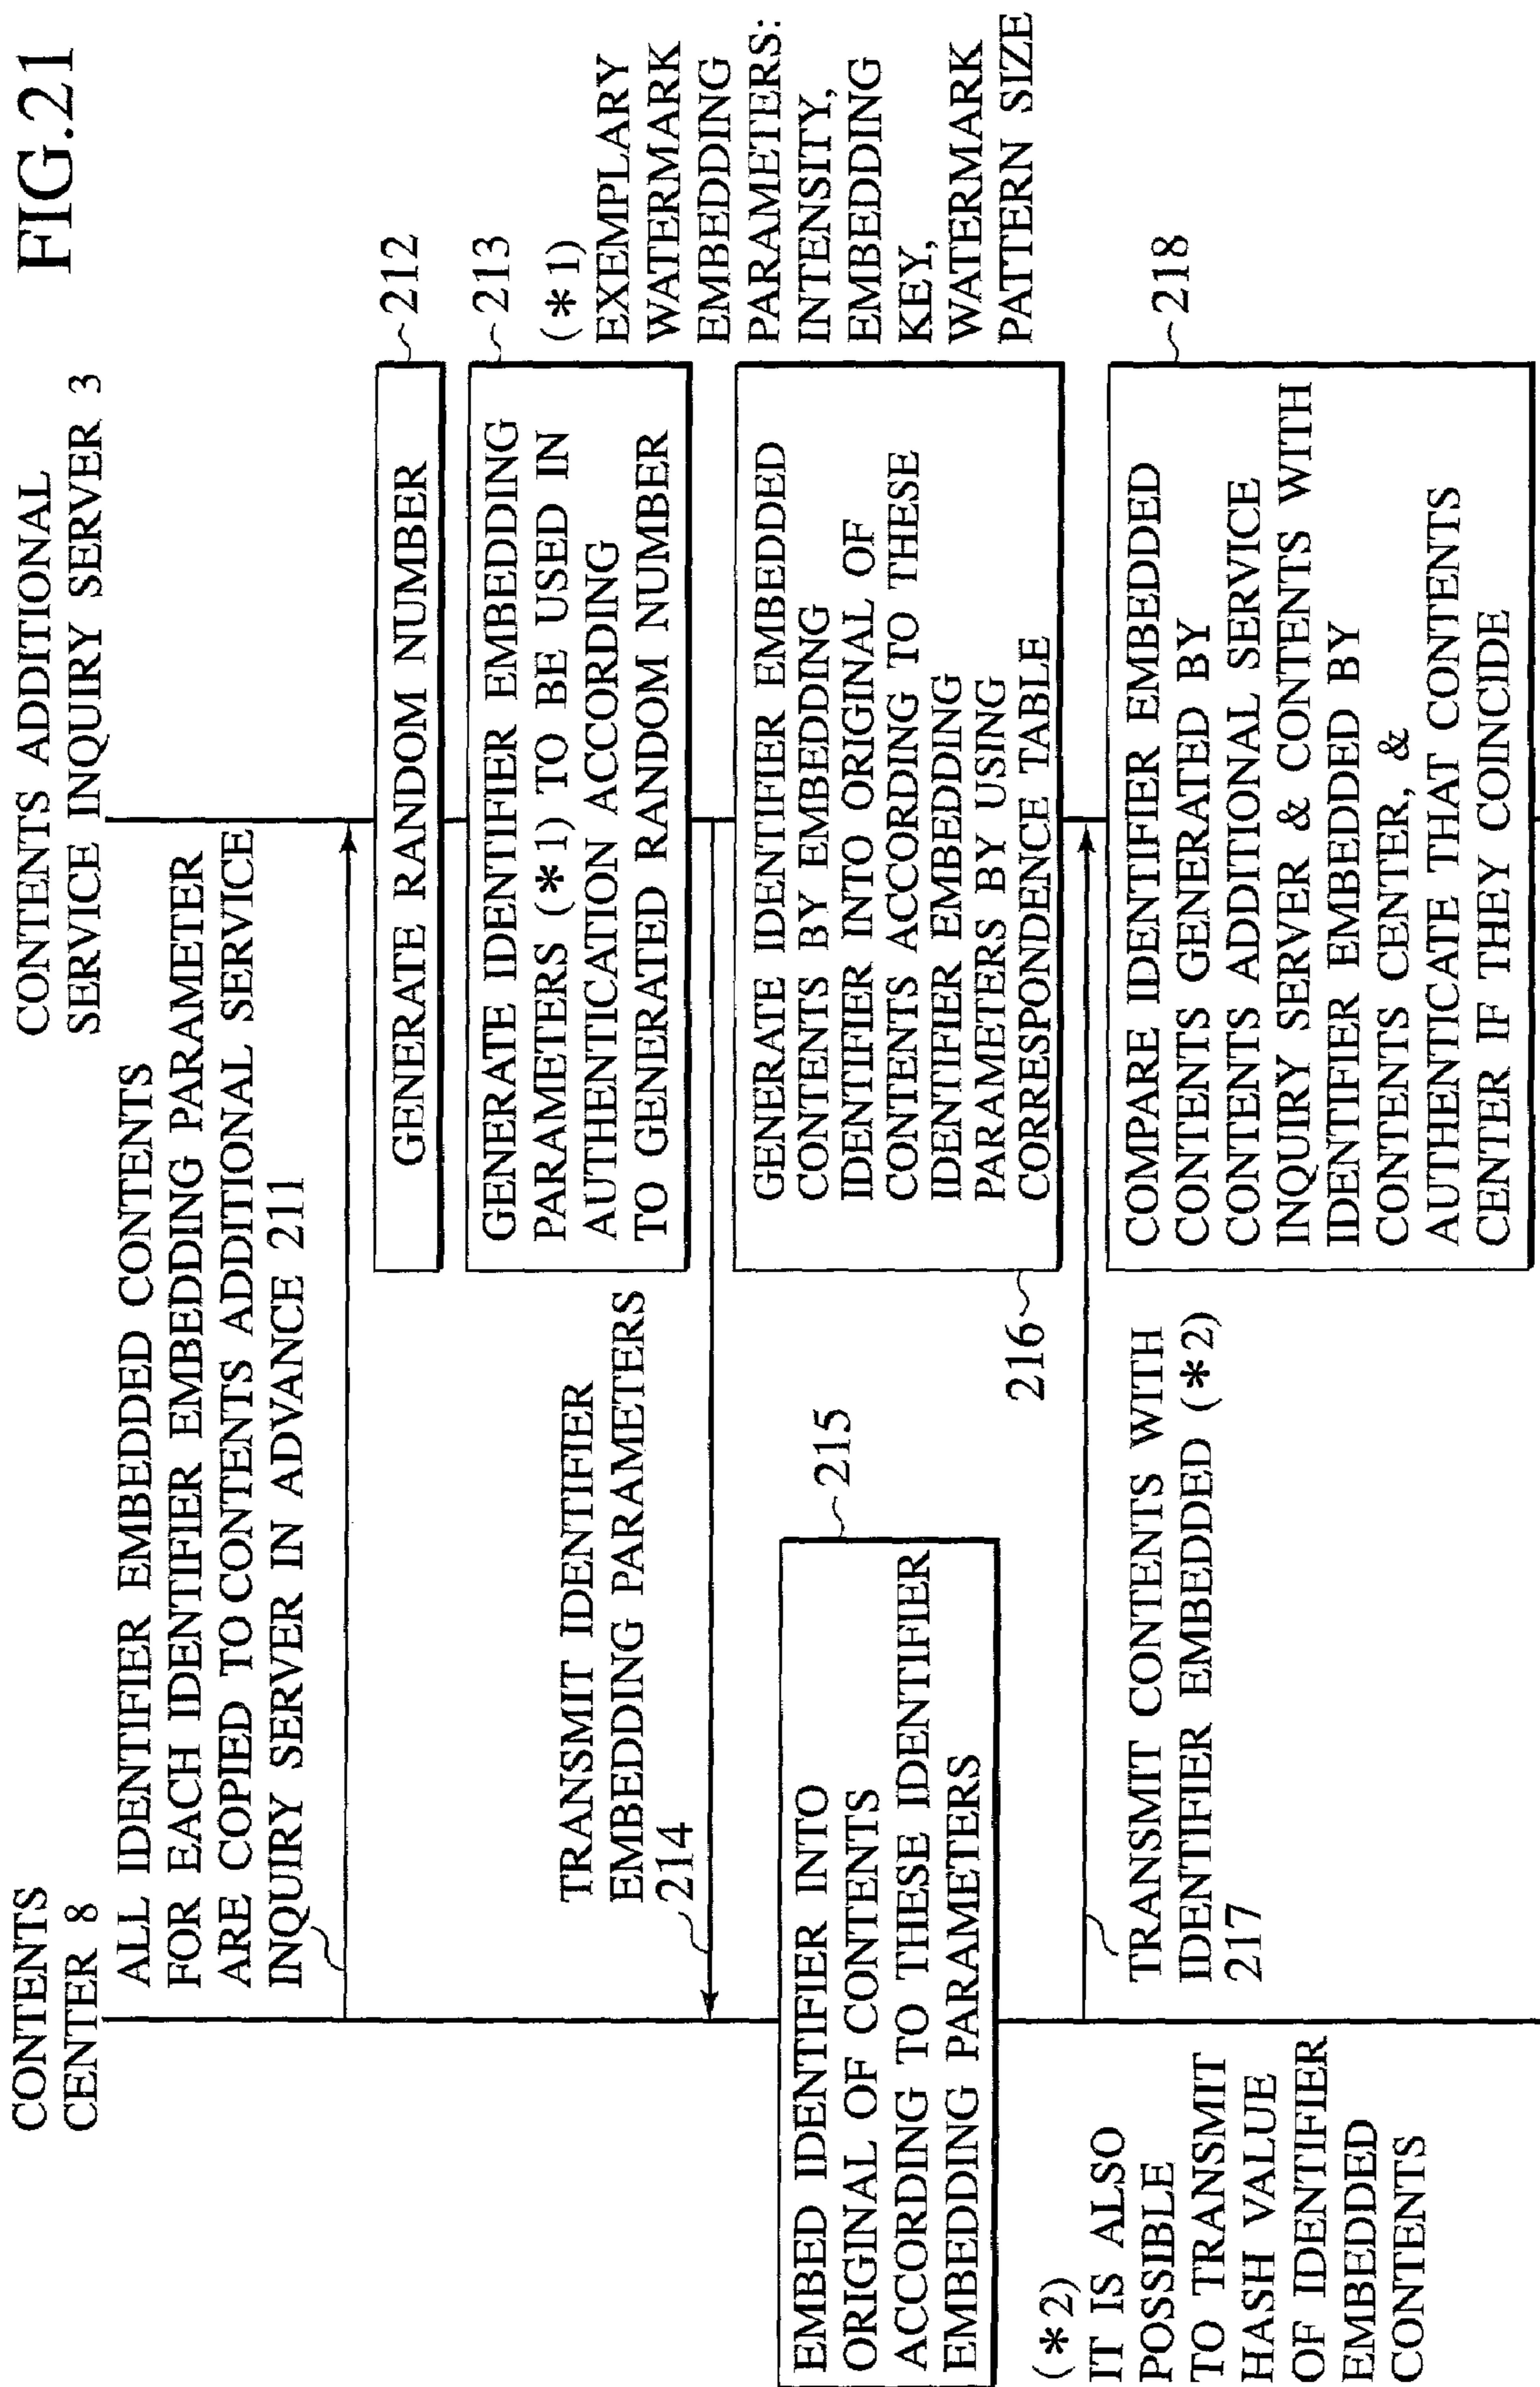 FIG.21
CONTENTS
CENTER 8
CONTENTS ADDITIONAL
SERVICE INQUIRY SERVER 3
ALL IDENTIFIER EMBEDDED CONTENTS
FOR EACH IDENTIFIER EMBEDDING PARAMETER
ARE COPIED TO CONTENTS ADDITIONAL SERVICE
INQUIRY SERVER IN ADVANCE 211
212
GENERATE RANDOM NUMBER
213
GENERATE IDENTIFIER EMBEDDING
PARAMETERS (*1) TO BE USED IN
AUTHENTICATION ACCORDING
TO GENERATED RANDOM NUMBER
(*1)
EXEMPLARY
WATERMARK
EMBEDDING
PARAMETERS:
INTENSITY,
EMBEDDING
KEY,
WATERMARK
PATTERN SIZE
TRANSMIT IDENTIFIER
EMBEDDING PARAMETERS
214
215
EMBED IDENTIFIER INTO
ORIGINAL OF CONTENTS
ACCORDING TO THESE IDENTIFIER
EMBEDDING PARAMETERS
GENERATE IDENTIFIER EMBEDDED
CONTENTS BY EMBEDDING
IDENTIFIER INTO ORIGINAL OF
CONTENTS ACCORDING TO THESE
IDENTIFIER EMBEDDING
PARAMETERS BY USING
CORRESPONDENCE TABLE
216
TRANSMIT CONTENTS WITH
IDENTIFIER EMBEDDED (*2)
217
218
COMPARE IDENTIFIER EMBEDDED
CONTENTS GENERATED BY
CONTENTS ADDITIONAL SERVICE
INQUIRY SERVER & CONTENTS WITH
IDENTIFIER EMBEDDED BY
CONTENTS CENTER, &
AUTHENTICATE THAT CONTENTS
CENTER IF THEY COINCIDE
(*2)
IT IS ALSO
POSSIBLE
TO TRANSMIT
HASH VALUE
OF IDENTIFIER
EMBEDDED
CONTENTS